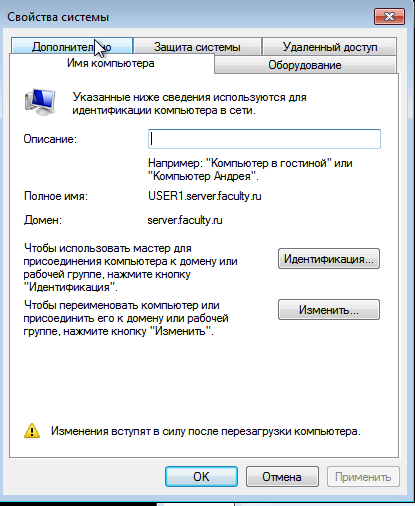 Свойства системы
Дополнительно
Защита системы
Удаленный доступ
Имя компьютера
Оборудование
Указанные ниже сведения используются для
идентификации компьютера в сети.
Описание:
Например: "Компьютер в гостиной" или
"Компьютер Андрея".
Полное имя:
USER1.server.faculty.ru
Домен:
server.faculty.ru
Чтобы использовать мастер для
присоединения компьютера к домену или
рабочей группе, нажмите кнопку
"Идентификация".
Идентификация...
Чтобы переименовать компьютер или
присоединить его к домену или рабочей
группе, нажмите кнопку "Изменить".
Изменить...
Изменения вступят в силу после перезагрузки компьютера.
OK
Отмена
Применить